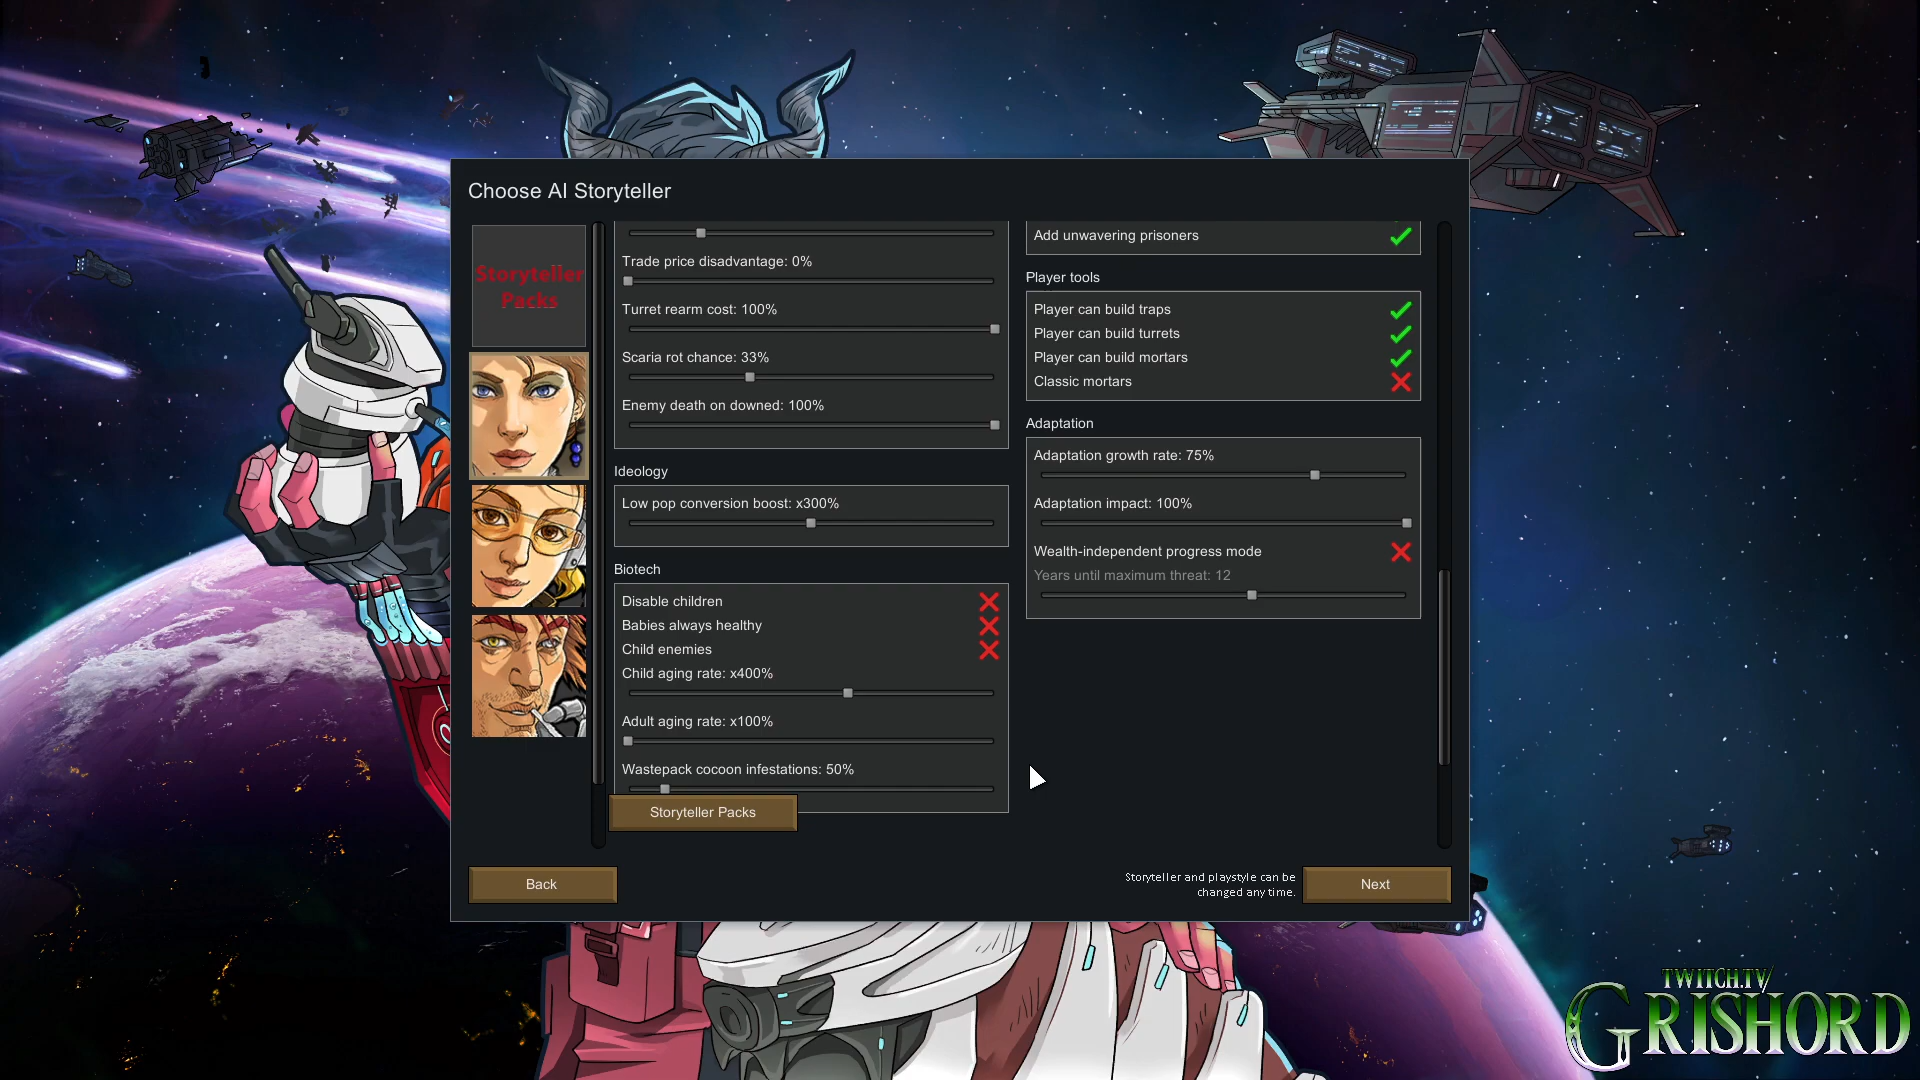 Choose AI Storyteller
Storyteller
Packs
Trade price disadvantage: 0%
Turret rearm cost: 100%
Scaria rot chance: 33%
Enemy death on downed: 100%
Ideology
Low pop conversion boost: x300%
Biotech
Disable children
Babies always healthy
Child enemies
Child aging rate: x400%
Adult aging rate: x100%
Wastepack cocoon infestations: 50%
Storyteller Packs
Add unwavering prisoners
Player tools
Player can build traps
Player can build turrets
Player can build mortars
Classic mortars
Adaptation
Adaptation growth rate: 75%
Adaptation impact: 100%
Wealth-independent progress mode
Years until maximum threat: 12
Back
Storyteller and playstyle can be
changed any time.
Next
TWITCH.TV/
GRISHORD